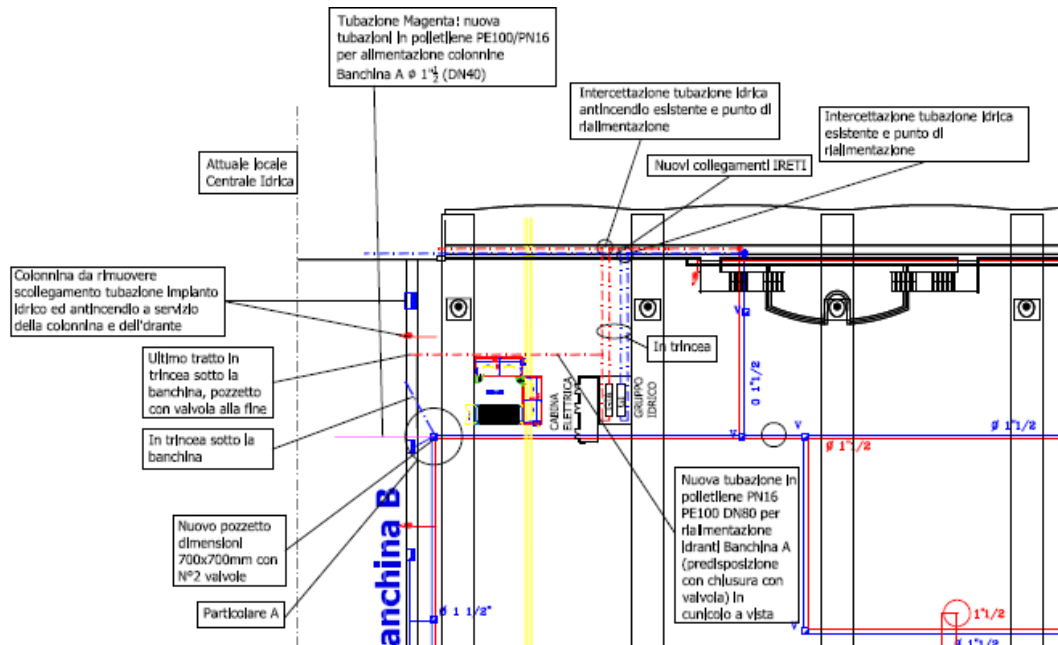 Tubazione Magenta: nuova
tubazioni in polietilene PE100/PN16
per alimentazione colonnine
Banchina A ø 1"½ (DN40)
Intercettazione tubazione idrica
antincendio esistente e punto di
rialimentazione
Intercettazione tubazione idrica
esistente e punto di
rialimentazione
Nuovi collegamenti IRETI
Attuale locale
Centrale Idrica
Colonnina da rimuovere
scollegamento tubazione impianto
idrico ed antincendio a servizio
della colonnina e dell'drante
Ultimo tratto in
trincea sotto la
banchina, pozzetto
con valvola alla fine
In trincea sotto la
banchina
In trincea
CABINA
ELETTRICA
GRUPPO
IDRICO
V
Ø 1"1/2
V
V
Ø 1"1/2
Ø 1"1/2
Nuova tubazione in
polietilene PN16
PE100 DN80 per
rialimentazione
idranti Banchina A
(predisposizione
con chiusura con
valvola) in
cunicolo a vista
Nuovo pozzetto
dimensioni
700x700mm con
N°2 valvole
Particolare A
anchina B
Ø 1 1/2"
V
1"1/2
Ø 1"1/2